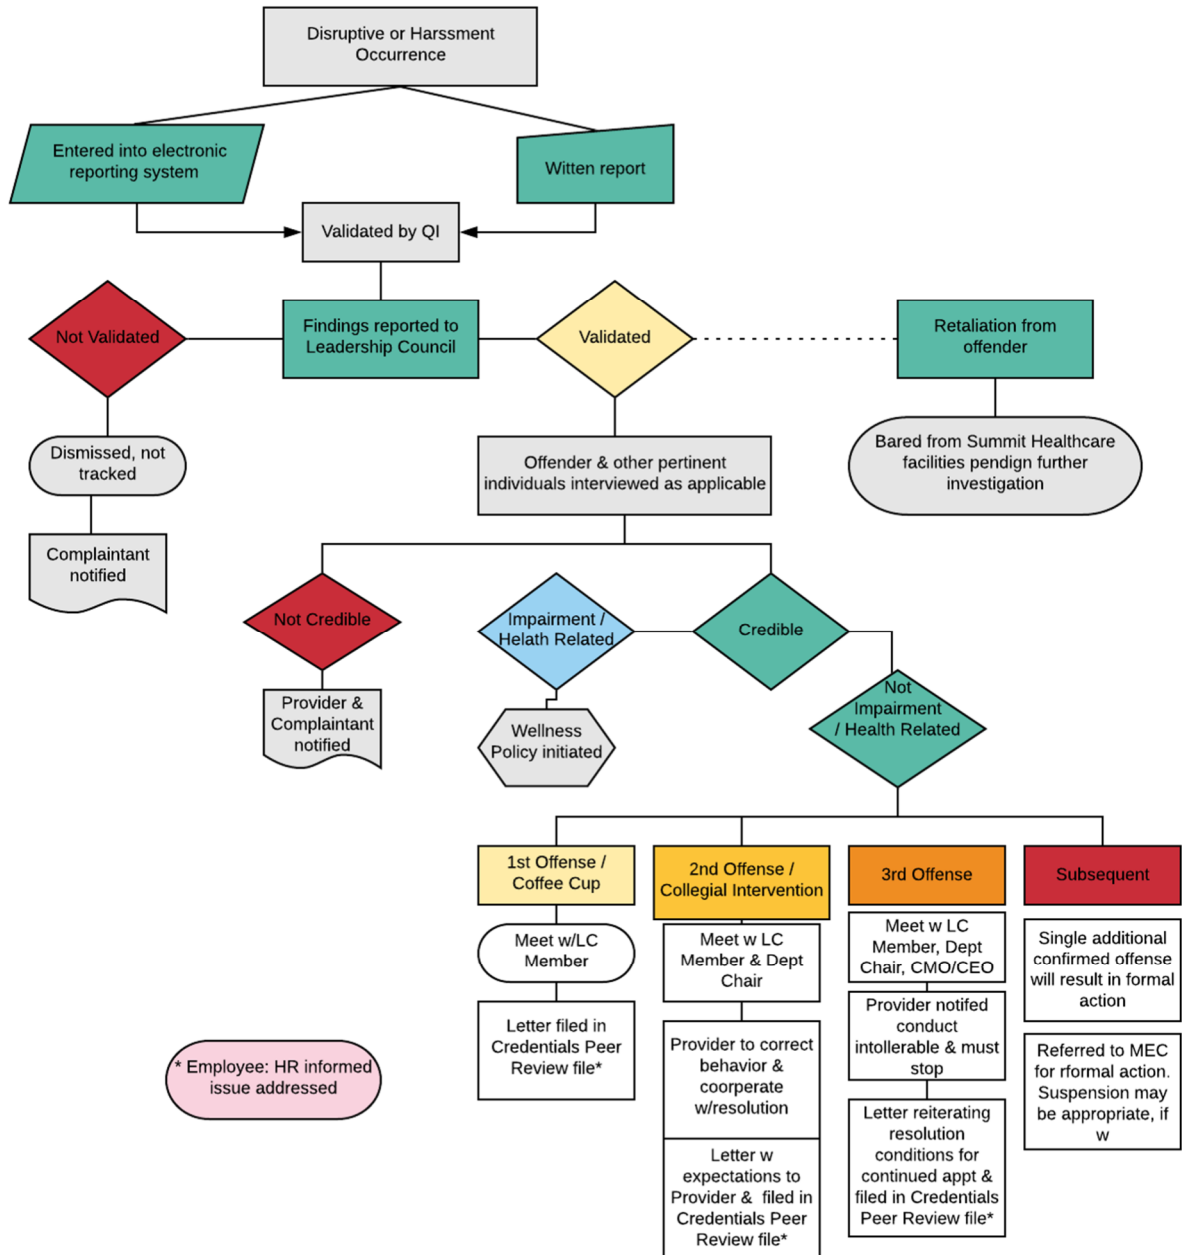 Disruptive or Harssment
Occurrence
Entered into electronic
reporting system
Witten report
Validated by QI
Not Validated
Findings reported to
Leadership Council
Validated
Retaliation from
offender
Dismissed, not
tracked
Bared from Summit Healthcare
facilities pendign further
investigation
Offender & other pertinent
individuals interviewed as applicable
Complaintant
notified
Not Credible
Impairment /
Helath Related
Credible
Not
Impairment
/ Health Related
Provider &
Complaintant
notified
Wellness
Policy initiated
1st Offense /
Coffee Cup
2nd Offense /
Collegial Intervention
3rd Offense
Subsequent
Meet w/LC
Member
Meet w LC
Member & Dept
Chair
Meet w LC
Member, Dept
Chair, CMO/CEO
Single additional
confirmed offense
will result in formal
action
Letter filed in
Credentials Peer
Review file*
Provider to correct
behavior &
coorperate
w/resolution
Provider notifed
conduct
intollerable & must
stop
Referred to MEC
for rformal action.
Suspension may
be appropriate, if
w
* Employee: HR informed
issue addressed
Letter w
expectations to
Provider & filed in
Credentials Peer
Review file*
Letter reiterating
resolution
conditions for
continued appt &
filed in Credentials
Peer Review file*